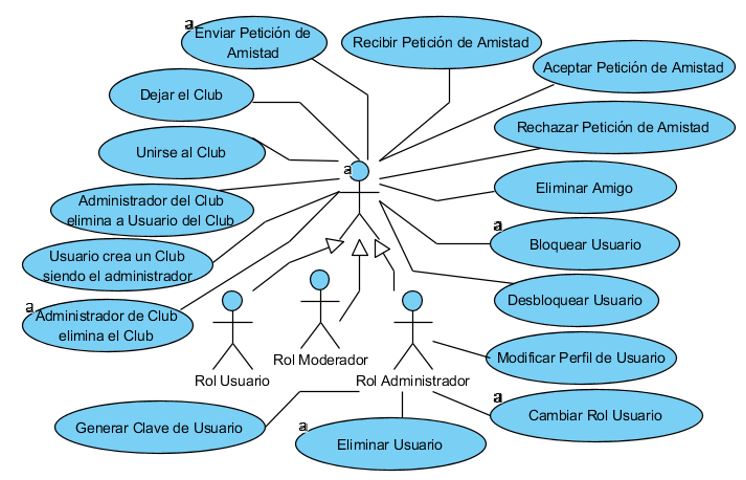 a
Enviar Petición de
Amistad
Recibir Petición de Amistad
Aceptar Petición de Amistad
Dejar el Club
Rechazar Petición de Amistad
Unirse al Club
a
Eliminar Amigo
Administrador del Club
elimina a Usuario del Club
a
Bloquear Usuario
Usuario crea un Club
siendo el administrador
Desbloquear Usuario
a
Administrador de Club
elimina el Club
Modificar Perfil de Usuario
Rol Moderador
Rol Usuario
Rol Administrador
a
Cambiar Rol Usuario
Generar Clave de Usuario
a
Eliminar Usuario